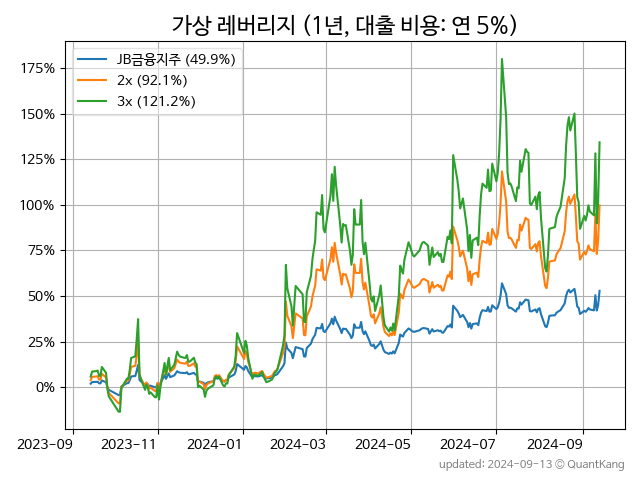 가상 레버리지 (1년, 대출 비용: 연 5%)
JB금융지주 (49.9%)
2x (92.1%)
3x (121.2%)
175%
150%
125%
100%
75%
50%
25%
0%
2023-09 2023-11 2024-01 2024-03 2024-05 2024-07 2024-09
updated: 2024-09-13 © QuantKang